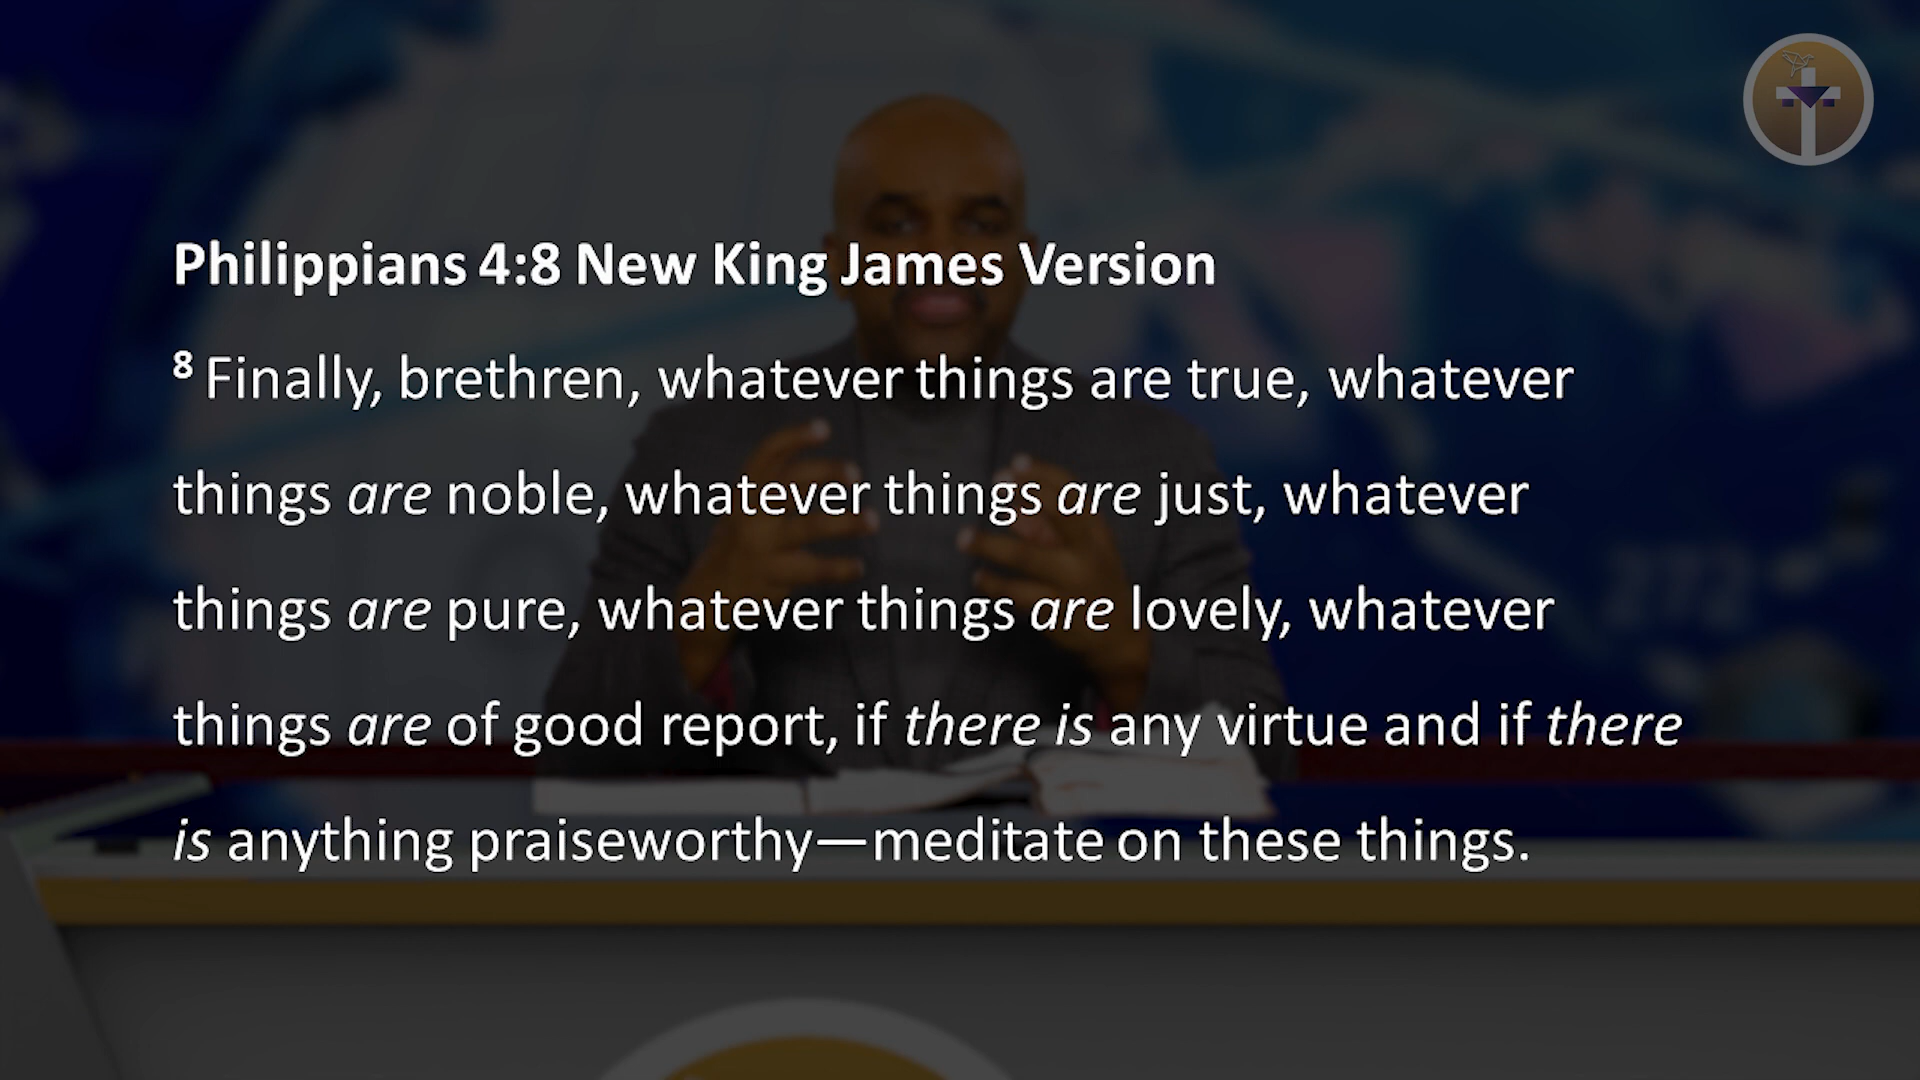 Philippians 4:8 New King James Version
8 Finally, brethren, whatever things are true, whatever
things are noble, whatever things are just, whatever
things are pure, whatever things are lovely, whatever
things are of good report, if there is any virtue and if there
is anything praiseworthy—meditate on these things.